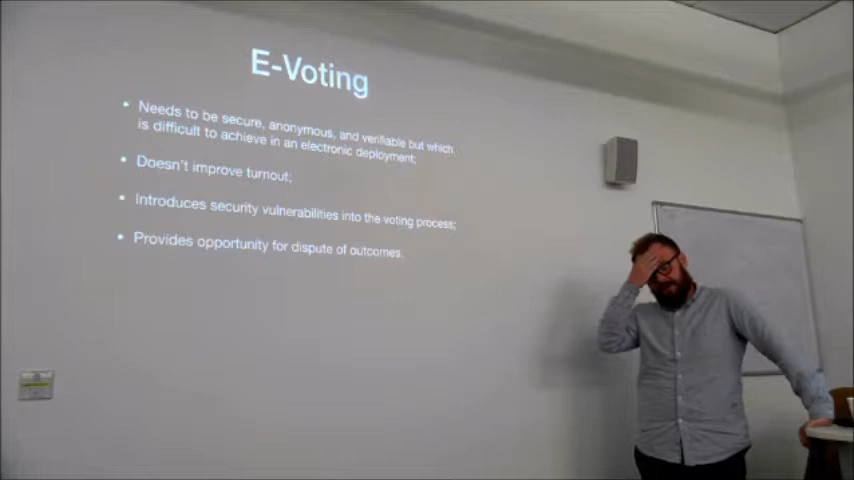 E-Voting
• Needs to be secure, anonymous, and verifiable but which
is difficult to achieve in an electronic deployment;
• Doesn't improve turnout;
• Introduces security vulnerabilities into the voting process;
• Provides opportunity for dispute of outcomes.